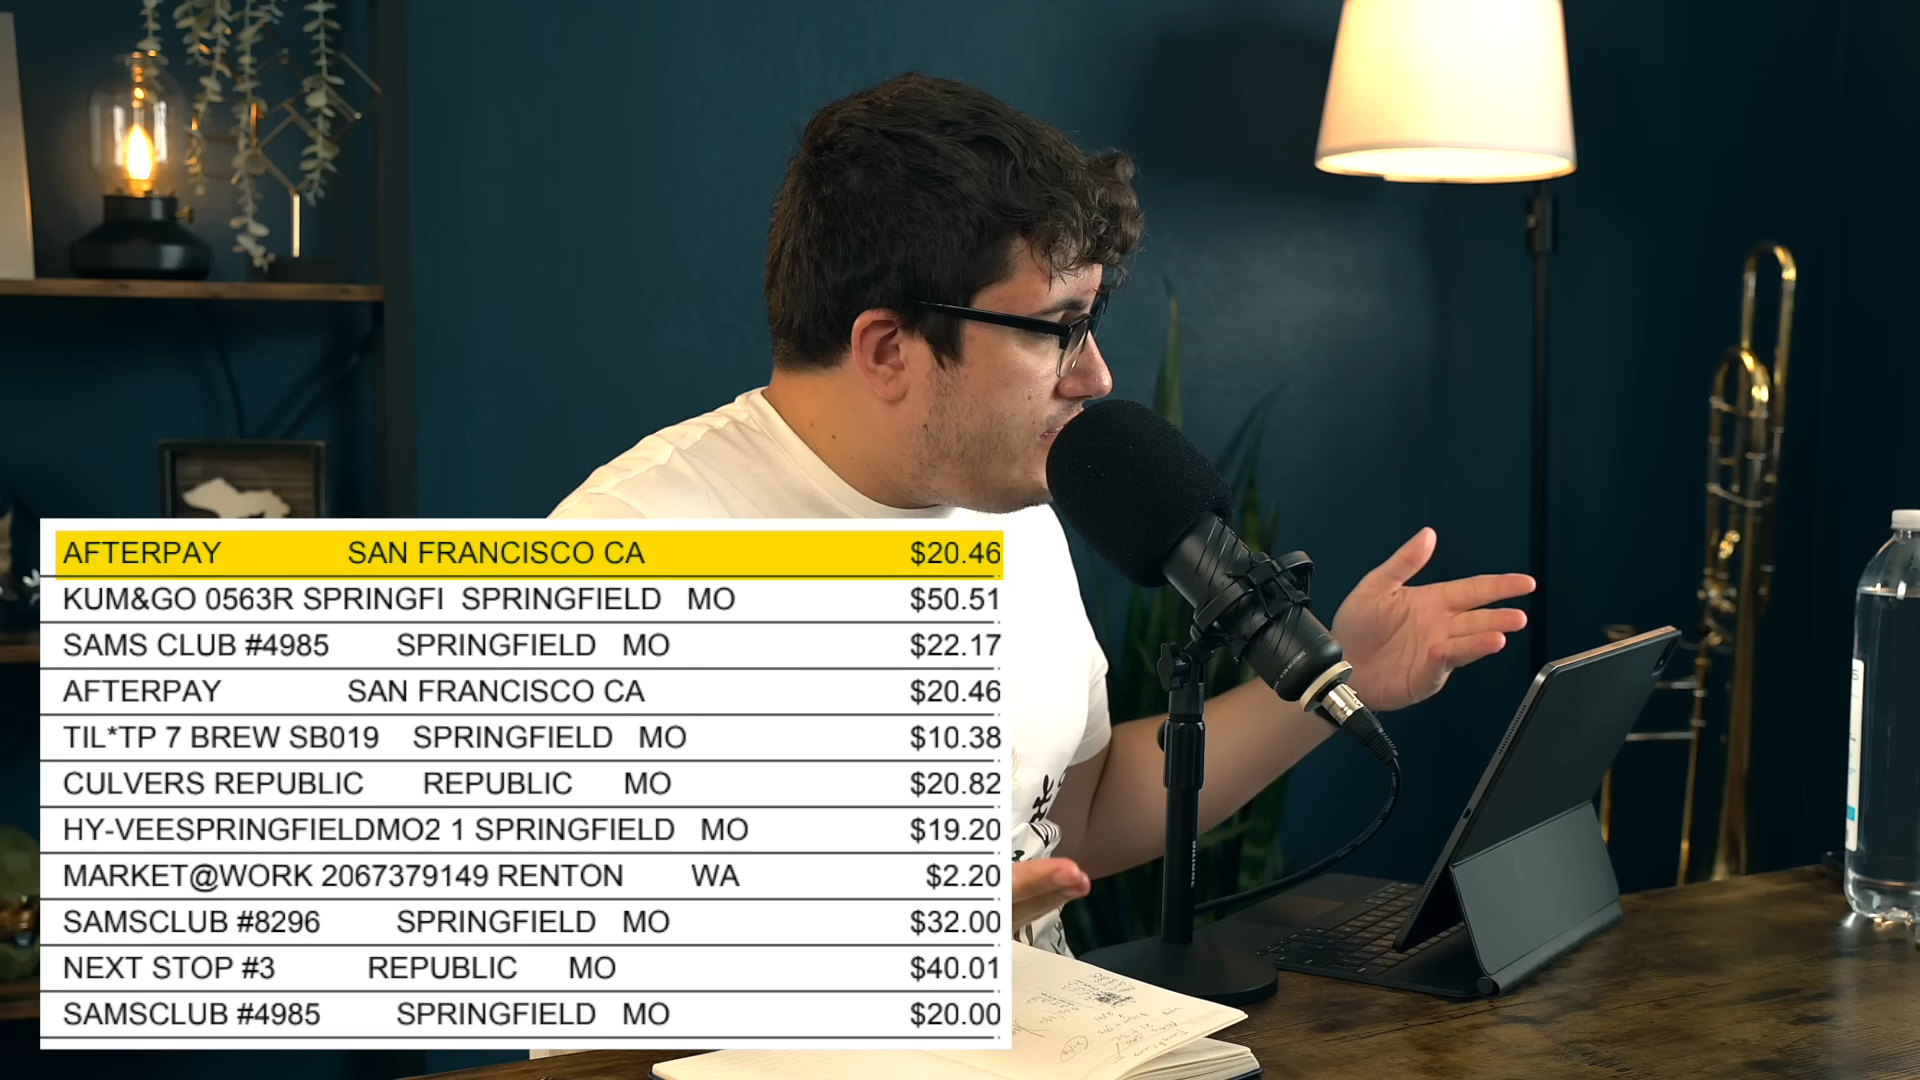 AFTERPAY SAN FRANCISCO CA $20.46
KUM&GO 0563R SPRINGFI SPRINGFIELD MO $50.51
SAMS CLUB #4985 SPRINGFIELD MO $22.17
AFTERPAY SAN FRANCISCO CA $20.46
TIL*TP 7 BREW SB019 SPRINGFIELD MO $10.38
CULVERS REPUBLIC REPUBLIC MO $20.82
HY-VEESPRINGFIELDMO2 1 SPRINGFIELD MO $19.20
MARKET@WORK 2067379149 RENTON WA $2.20
SAMSCLUB #8296 SPRINGFIELD MO $32.00
NEXT STOP #3 REPUBLIC MO $40.01
SAMSCLUB #4985 SPRINGFIELD MO $20.00